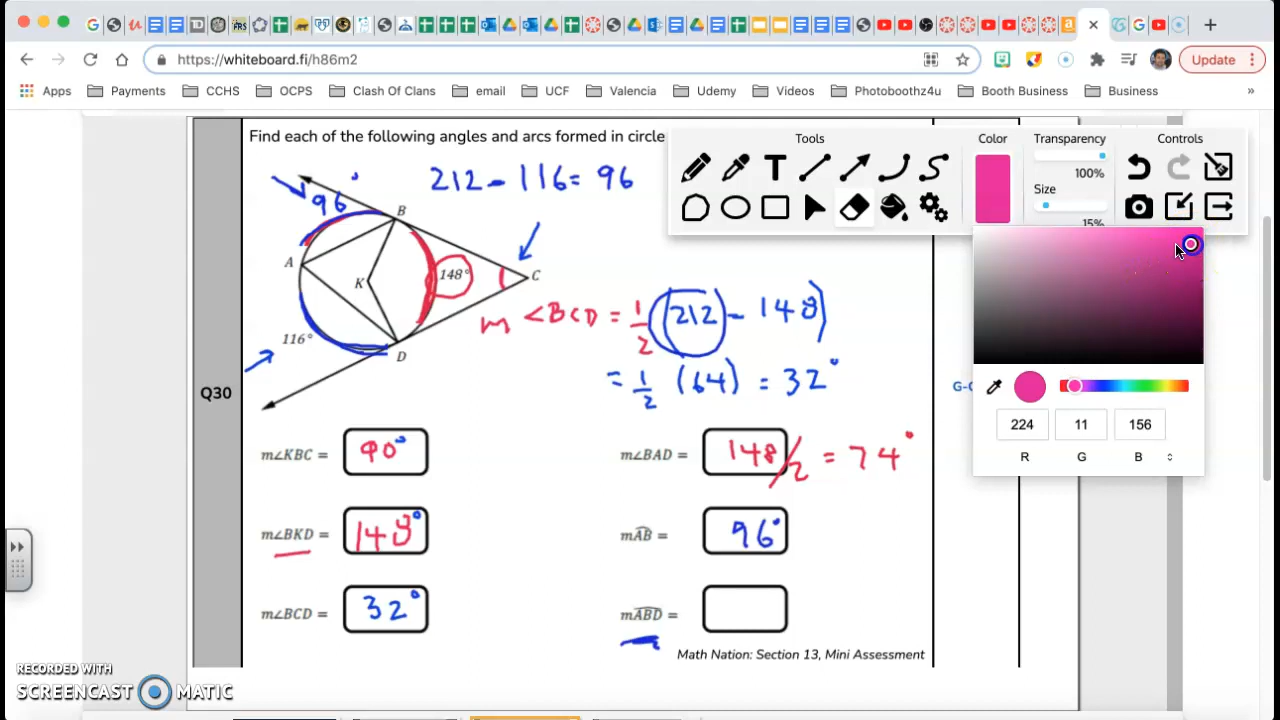 https://whiteboard.fi/h86m2
Update
Apps Payments CCHS OCPS Clash Of Clans email UCF Valencia Udemy Videos Photoboothz4u Booth Business Business »
Find each of the following angles and arcs formed in circle
Tools
Color
Transparency
100%
Size
15%
Controls
212 - 116 = 96
96°
B
A
K
148°
C
116°
D
m <BCD = 1/2 (212 - 148)
= 1/2 (64) = 32°
Q30
G-C
224 11 156
R G B
m∠KBC = 90°
m∠BAD = 148/2 = 74°
m∠BKD = 148°
mAB = 96°
m∠BCD = 32°
mABD =
Math Nation: Section 13, Mini Assessment
RECORDED WITH
SCREENCAST MATIC